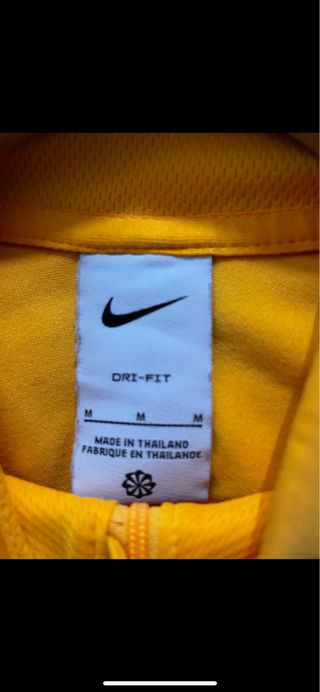 DRI-FIT
M M M
MADE IN THAILAND
FABRIQUE EN THAILANDE